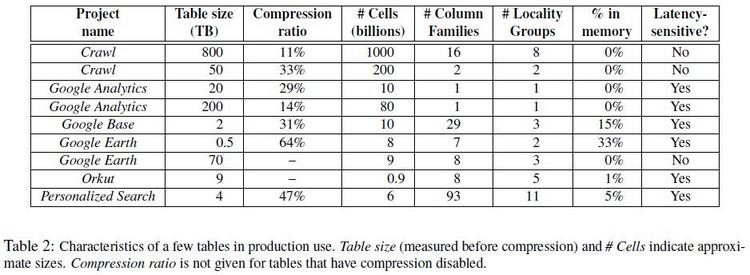 Project Table size Compression # Cells # Column # Locality % in Latency-
name (TB) ratio (billions) Families Groups memory sensitive?
Crawl 800 11% 1000 16 8 0% No
Crawl 50 33% 200 2 2 0% No
Google Analytics 20 29% 10 1 1 0% Yes
Google Analytics 200 14% 80 1 1 0% Yes
Google Base 2 31% 10 29 3 15% Yes
Google Earth 0.5 64% 8 7 2 33% Yes
Google Earth 70 – 9 8 3 0% No
Orkut 9 – 0.9 8 5 1% Yes
Personalized Search 4 47% 6 93 11 5% Yes
Table 2: Characteristics of a few tables in production use. Table size (measured before compression) and # Cells indicate approxi-
mate sizes. Compression ratio is not given for tables that have compression disabled.